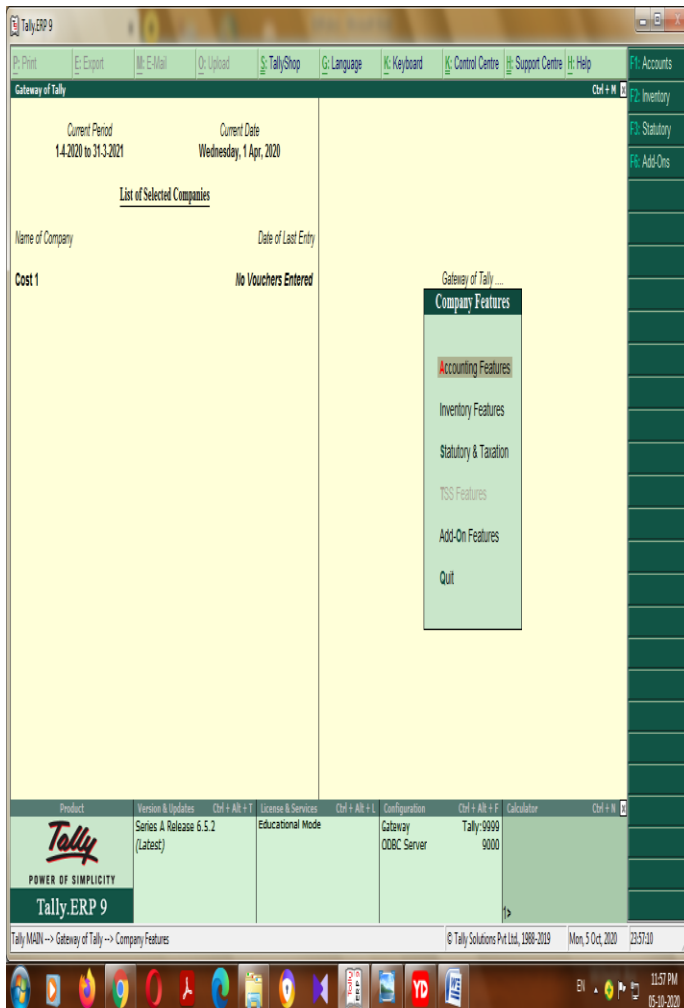 Tally.ERP 9
P: Print E: Export M: E-Mail O: Upload S: TallyShop G: Language K: Keyboard K: Control Centre H: Support Centre H: Help
F1: Accounts
F2: Inventory
F3: Statutory
F6: Add-Ons
Gateway of Tally Ctrl + M x
Current Period Current Date
1-4-2020 to 31-3-2021 Wednesday, 1 Apr, 2020
List of Selected Companies
Name of Company Date of Last Entry
Cost 1 No Vouchers Entered
Gateway of Tally ....
Company Features
Accounting Features
Inventory Features
Statutory & Taxation
TSS Features
Add-On Features
Quit
Product Version & Updates Ctrl + Alt + T License & Services Ctrl + Alt + L Configuration Ctrl + Alt + F Calculator Ctrl + N x
Series A Release 6.5.2 Educational Mode Gateway Tally:9999
(Latest) ODBC Server 9000
Tally
POWER OF SIMPLICITY
Tally.ERP 9
1>
Tally MAIN --> Gateway of Tally --> Company Features © Tally Solutions Pvt Ltd., 1988-2019 Mon, 5 Oct, 2020 23:57:10
Tally
ERP 9
YD
EN 11:57 PM
05-10-2020